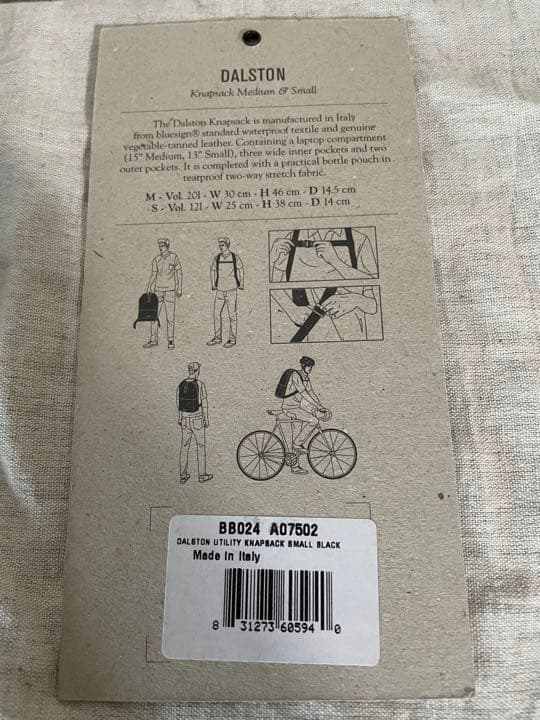 DALSTON
Knapsack Medium & Small
The Dalston Knapsack is manufactured in Italy
from bluesign® standard waterproof textile and genuine
vegetable-tanned leather. Containing a laptop compartment
(15" Medium, 13" Small), three wide inner pockets and two
outer pockets. It is completed with a practical bottle pouch in
tearproof two-way stretch fabric.
M - Vol. 20l - W 30 cm - H 46 cm - D 14.5 cm
S - Vol. 12l - W 25 cm - H 38 cm - D 14 cm
BB024 A07502
DALSTON UTILITY KNAPSACK SMALL BLACK
Made in Italy
8 31273 60594 0